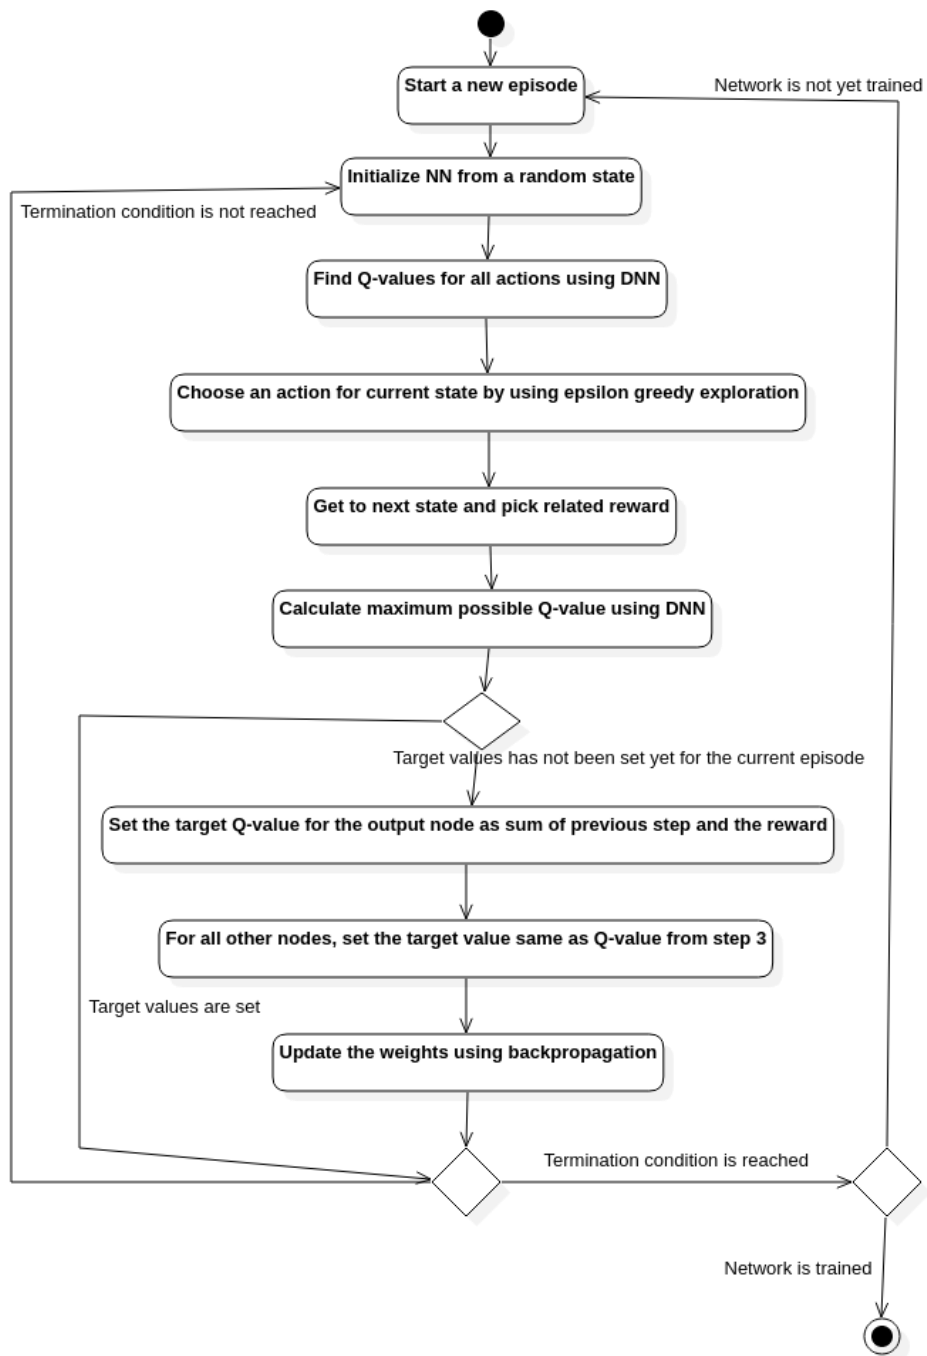 Start a new episode
Network is not yet trained
Initialize NN from a random state
Termination condition is not reached
Find Q-values for all actions using DNN
Choose an action for current state by using epsilon greedy exploration
Get to next state and pick related reward
Calculate maximum possible Q-value using DNN
Target values has not been set yet for the current episode
Set the target Q-value for the output node as sum of previous step and the reward
For all other nodes, set the target value same as Q-value from step 3
Target values are set
Update the weights using backpropagation
Termination condition is reached
Network is trained